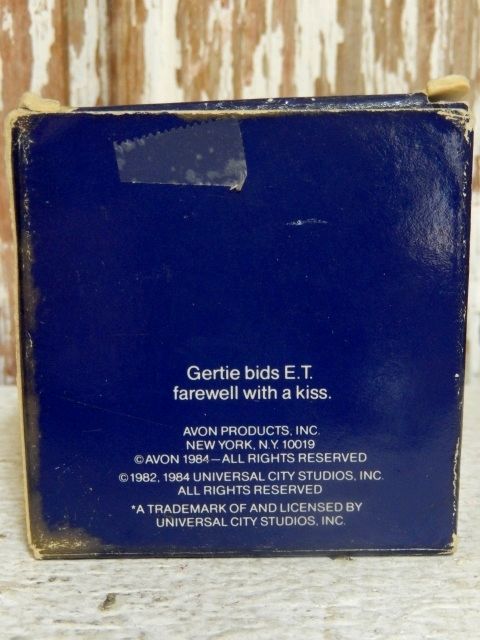 Gertie bids E.T.
farewell with a kiss.
AVON PRODUCTS, INC.
NEW YORK, N.Y. 10019
©AVON 1984—ALL RIGHTS RESERVED
©1982, 1984 UNIVERSAL CITY STUDIOS, INC.
ALL RIGHTS RESERVED
*A TRADEMARK OF AND LICENSED BY
UNIVERSAL CITY STUDIOS, INC.